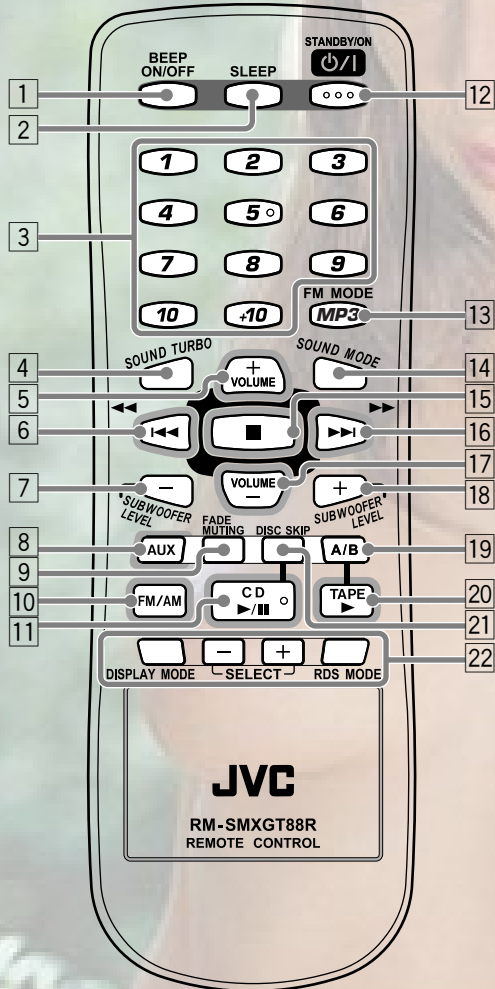 STANDBY/ON
BEEP ON/OFF
SLEEP
⏻/I
1
2
12
1 2 3
4 5 6
3
7 8 9
FM MODE
10 +10 MP3
13
SOUND TURBO
SOUND MODE
4
14
+
VOLUME
5
15
6
16
VOLUME
–
17
7
–
+
18
SUBWOOFER LEVEL
SUBWOOFER LEVEL
FADE MUTING
DISC SKIP
8
AUX
A/B
19
9
10
FM/AM
CD
►/II
TAPE
►
20
11
21
– +
22
DISPLAY MODE
SELECT
RDS MODE
JVC
RM-SMXGT88R
REMOTE CONTROL